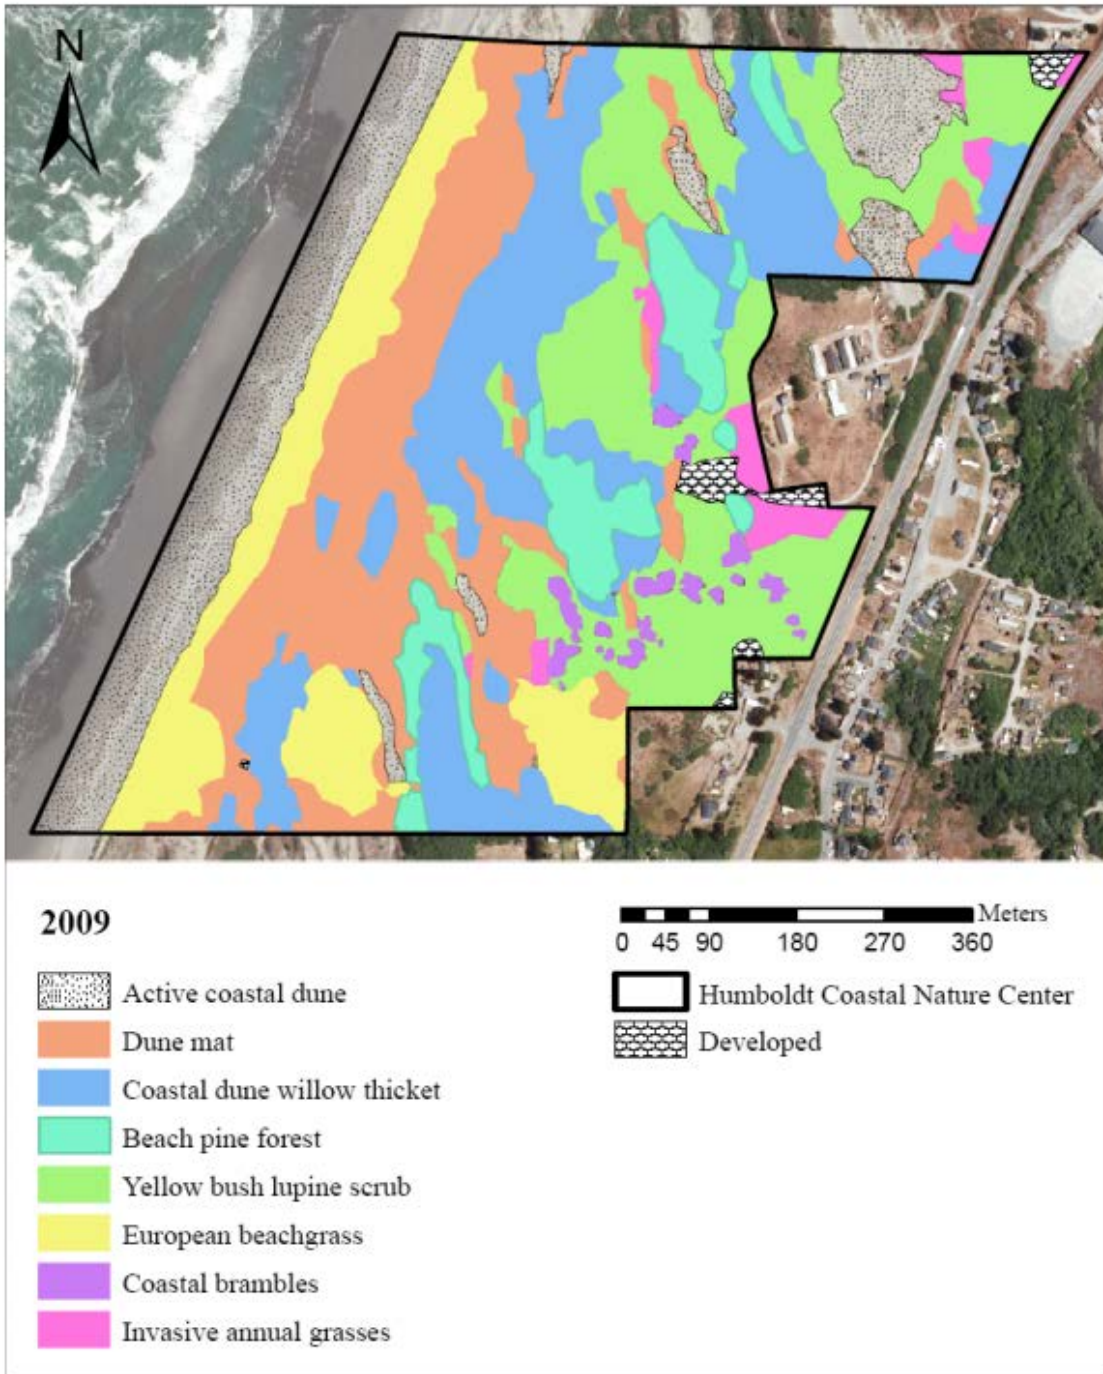 N
2009
Meters
0 45 90 180 270 360
Active coastal dune
Humboldt Coastal Nature Center
Dune mat
Developed
Coastal dune willow thicket
Beach pine forest
Yellow bush lupine scrub
European beachgrass
Coastal brambles
Invasive annual grasses